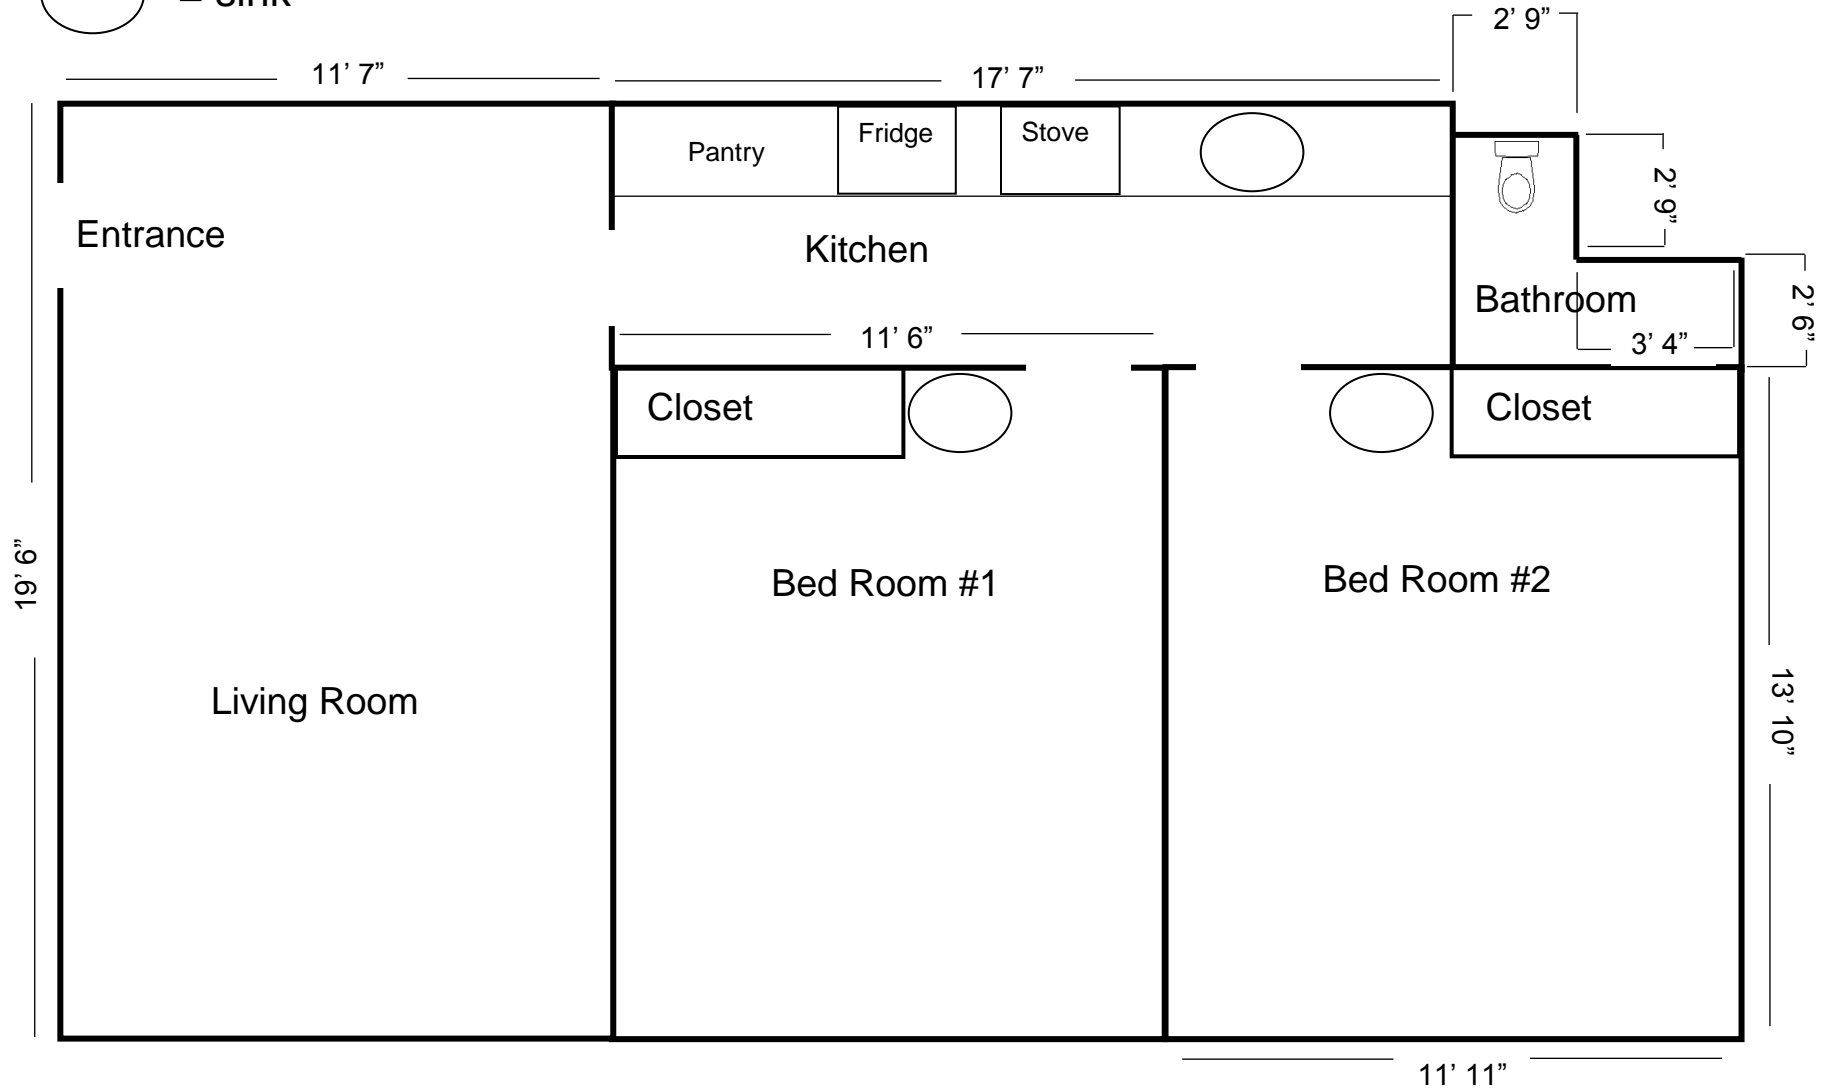 = sink
2’ 9”
11’ 7”
17’ 7”
Fridge
Stove
Pantry
2’ 9”
Entrance
Kitchen
Bathroom
2’ 6”
11’ 6”
3’ 4”
Closet
Closet
19’ 6”
Bed Room #1
Bed Room #2
Living Room
13’ 10”
11’ 11”